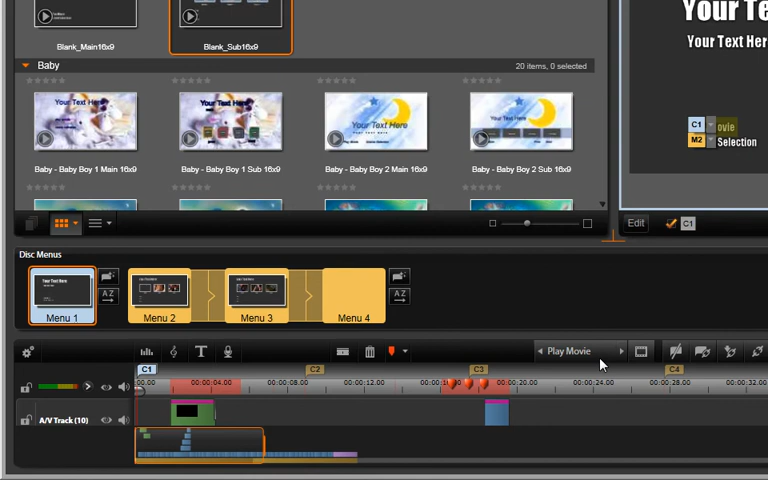 Your Te
Your Text Here
Blank_Main16x9
Blank_Sub16x9
Baby
20 items, 0 selected
Your Text Here
Your Text Here
Your Text Here
Your Text Here
C1 ovie
M2 Selection
Baby - Baby Boy 1 Main 16x9
Baby - Baby Boy 1 Sub 16x9
Baby - Baby Boy 2 Main 16x9
Baby - Baby Boy 2 Sub 16x9
Edit
C1
Disc Menus
AZ
AZ
Menu 1
Menu 2
Menu 3
Menu 4
T
Play Movie
C1
C2
C3
C4
:00.00
00:00:04.00
00:00:08.00
00:00:12.00
00:00:20.00
00:00:24.00
00:00:28.00
00:00:32.00
A/V Track (10)